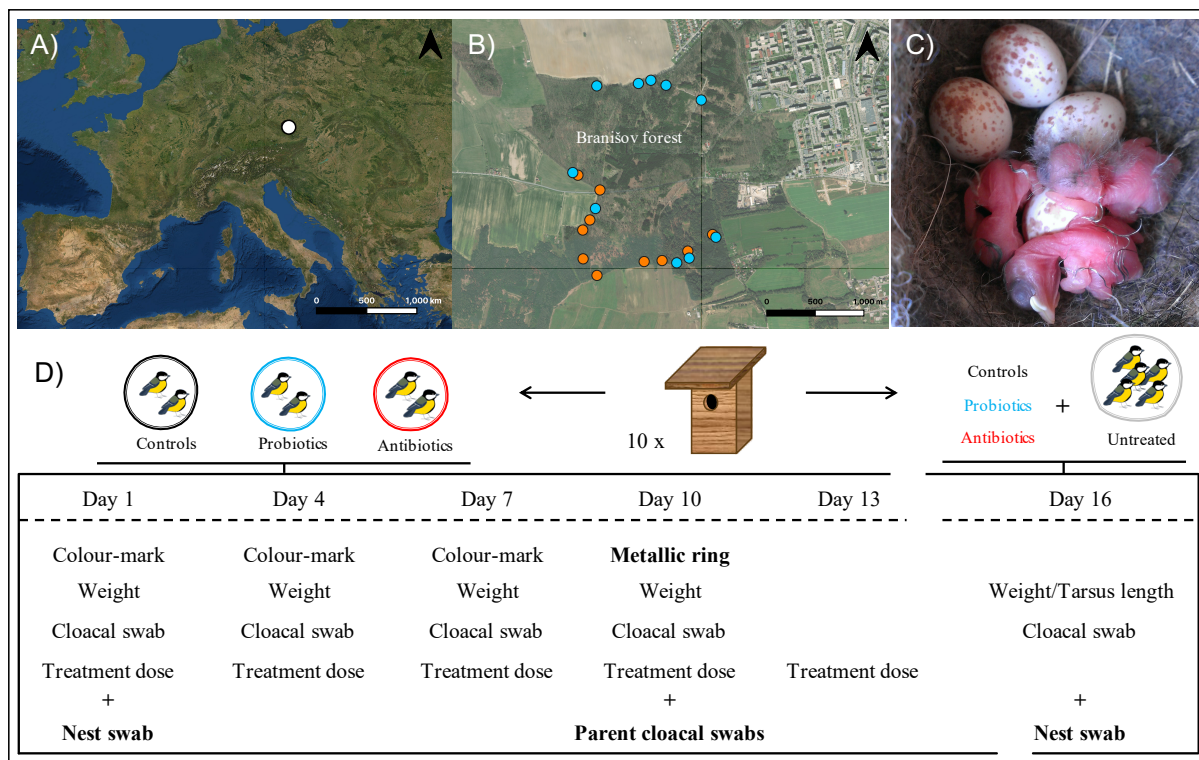 A)
B)
C)
Branišov forest
0 500 1,000 km
0 500 1,000 m
D)
Controls
Probiotics
Antibiotics
10 x
Controls
Probiotics
Antibiotics
+
Untreated
Day 1 Day 4 Day 7 Day 10 Day 13 Day 16
Colour-mark Colour-mark Colour-mark Metallic ring
Weight Weight Weight Weight Weight/Tarsus length
Cloacal swab Cloacal swab Cloacal swab Cloacal swab Cloacal swab
Treatment dose Treatment dose Treatment dose Treatment dose Treatment dose
+ + +
Nest swab Parent cloacal swabs Nest swab